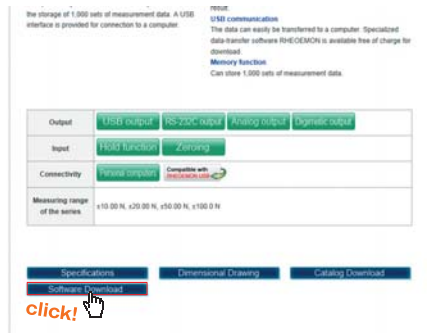 the storage of 1,000 sets of measurement data. A USB
interface is provided for connection to a computer.
result.
USB communication
The data can easily be transferred to a computer. Specialized
data-transfer software RHEOEMON is available free of charge for
download.
Memory function
Can store 1,000 sets of measurement data.
Output
USB output
RS-232C output
Analog output
Digimatic output
Input
Hold function
Zeroing
Connectivity
Personal computers
Compatible with
RHEOEMON USB
Measuring range
of the series
±10.00 N, ±20.00 N, ±50.00 N, ±100.0 N
Specifications
Dimensional Drawing
Catalog Download
Software Download
click!